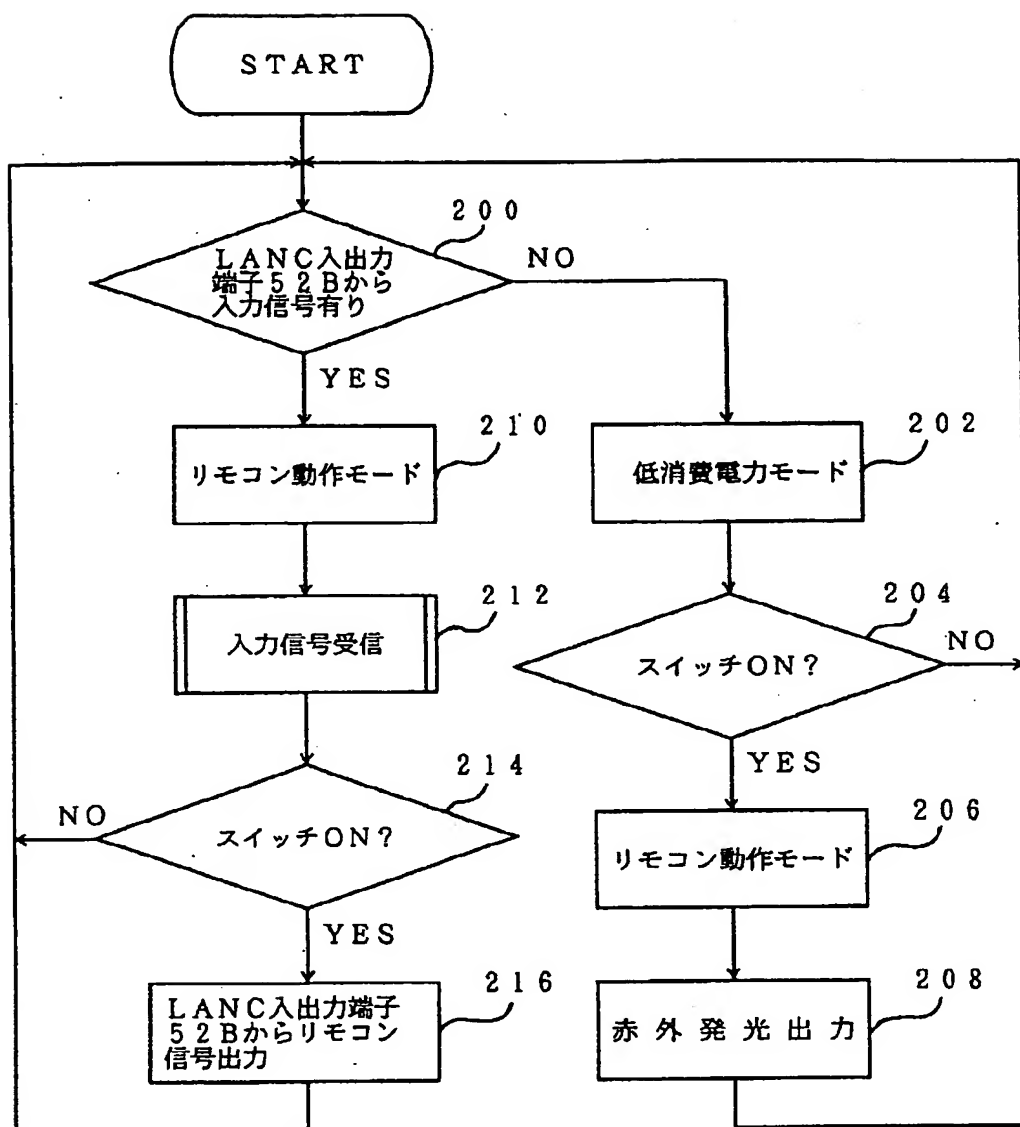 START
200
LANC入出力
端子52Bから
入力信号有り
NO
YES
210
リモコン動作モード
202
低消費電力モード
212
入力信号受信
204
スイッチON?
NO
YES
214
NO
スイッチON?
206
リモコン動作モード
YES
216
LANC入出力端子
52Bからリモコン
信号出力
208
赤外発光出力